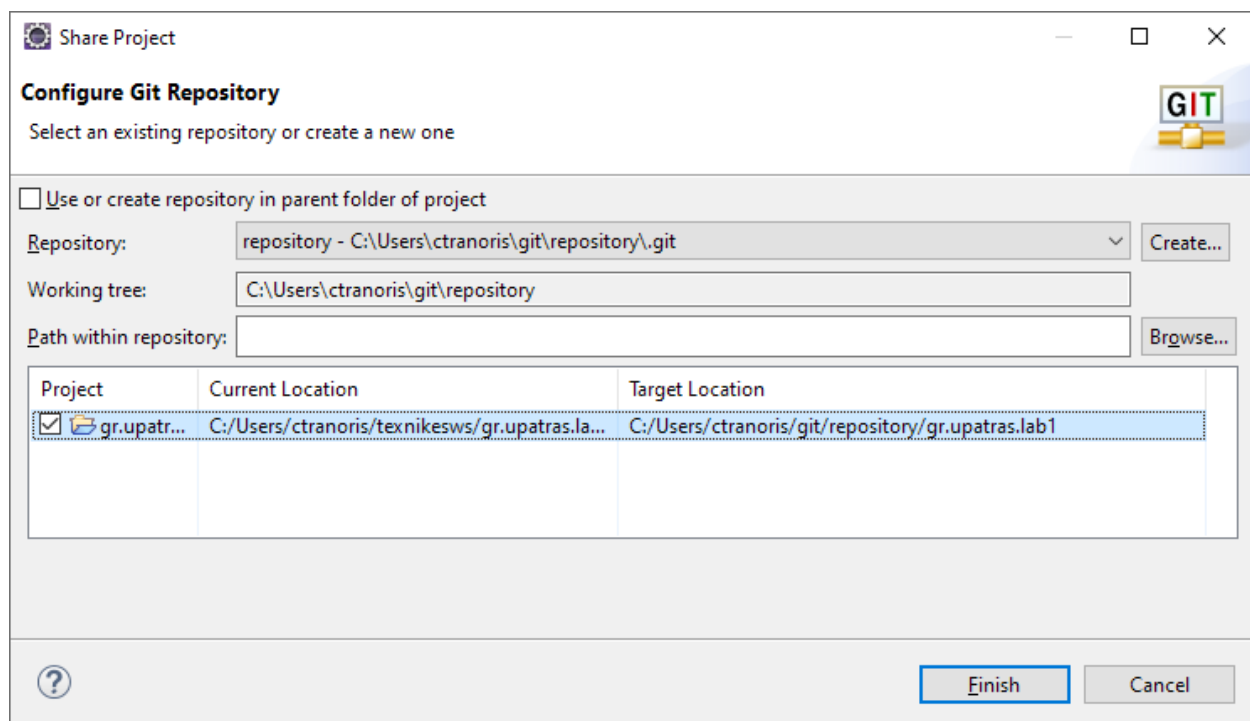 Share Project
Configure Git Repository
Select an existing repository or create a new one
GIT
Use or create repository in parent folder of project
Repository: repository - C:\Users\ctranoris\git\repository\.git Create...
Working tree: C:\Users\ctranoris\git\repository
Path within repository: Browse...
Project Current Location Target Location
gr.upatr... C:/Users/ctranoris/texnikesws/gr.upatras.la... C:/Users/ctranoris/git/repository/gr.upatras.lab1
? Finish Cancel